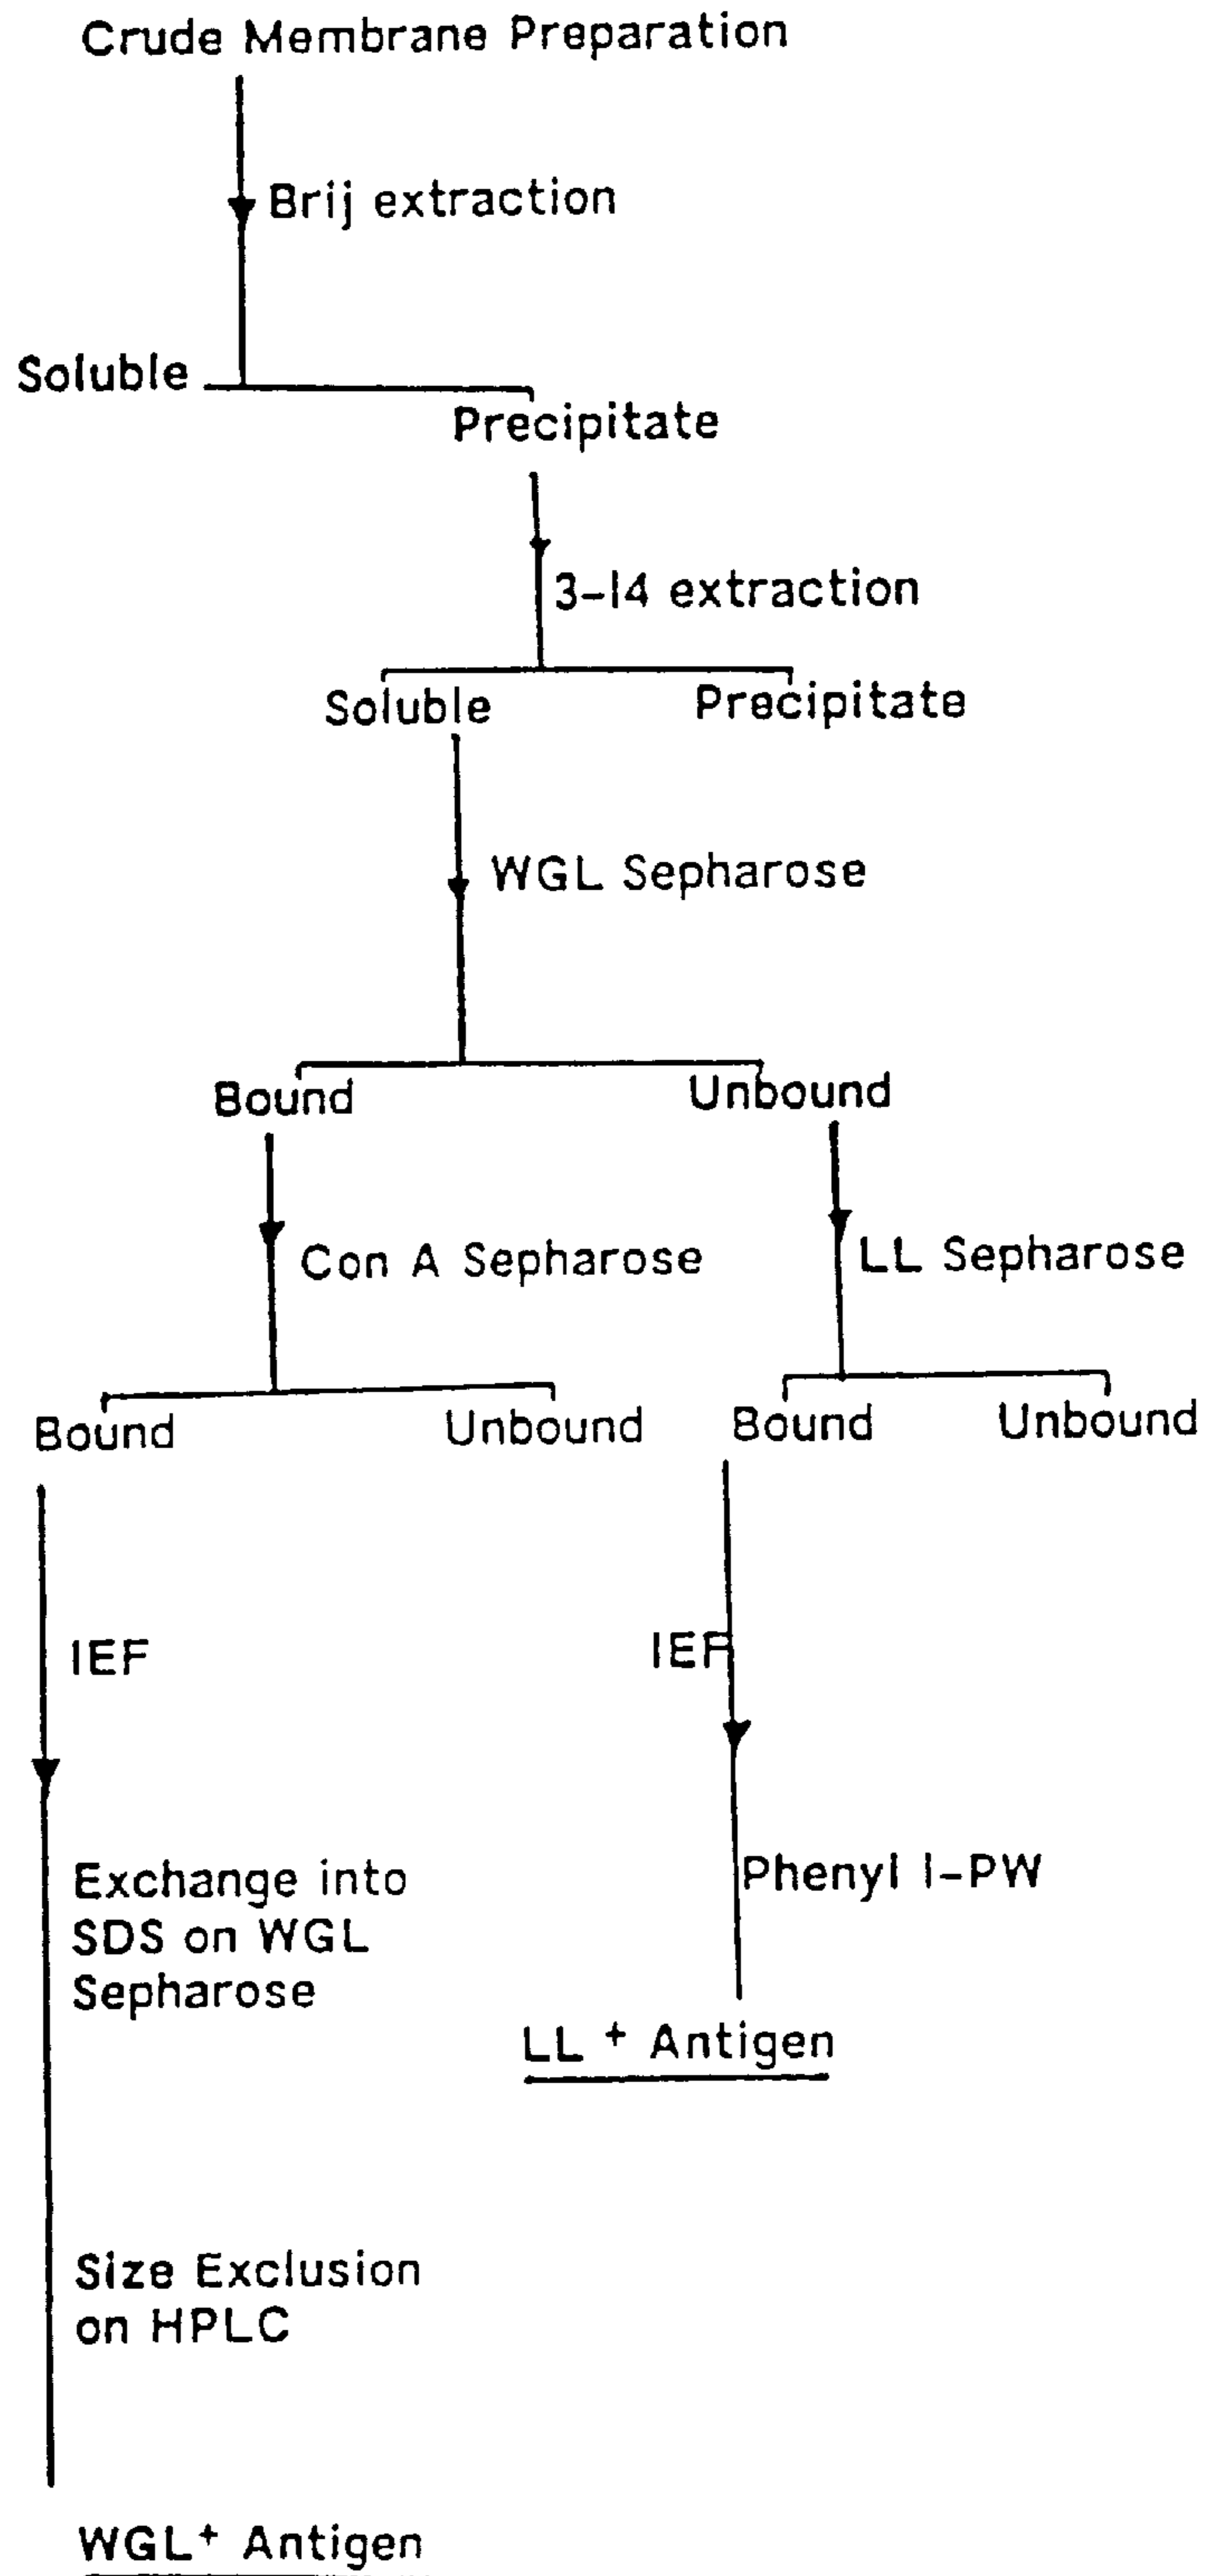 Crude Membrane Preparation
Brij extraction
Soluble
Precipitate
3-14 extraction
Soluble
Precipitate
WGL Sepharose
Bound
Unbound
Con A Sepharose
LL Sepharose
Bound
Unbound
Bound
Unbound
IEF
IEF
Exchange into
SDS on WGL
Sepharose
Phenyl 1-PW
LL + Antigen
Size Exclusion
on HPLC
WGL+ Antigen